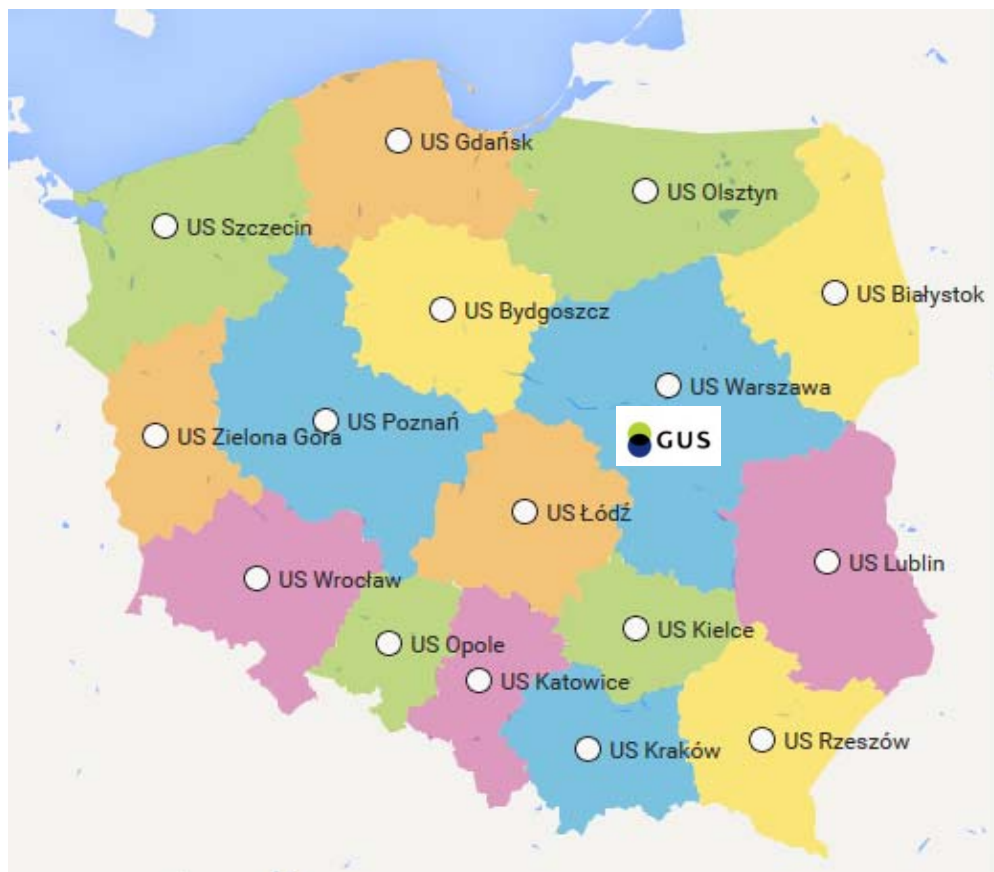 US Gdańsk
US Olsztyn
US Szczecin
US Białystok
US Bydgoszcz
US Warszawa
US Poznań
US Zielona Góra
GUS
US Łódź
US Lublin
US Wrocław
US Kielce
US Opole
US Katowice
US Rzeszów
US Kraków